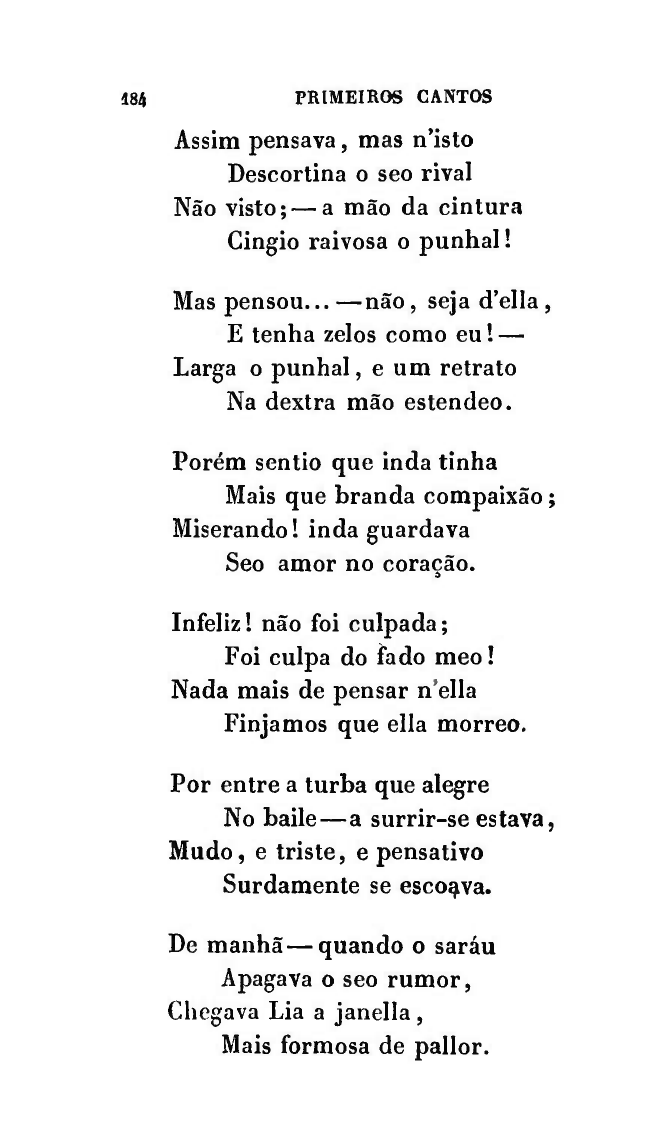 184 PRIMEIROS CANTOS
Assim pensava, mas n'isto
Descortina o seo rival
Não visto;—a mão da cintura
Cingio raivosa o punhal!
Mas pensou... —não, seja d'ella,
E tenha zelos como eu!—
Larga o punhal, e um retrato
Na dextra mão estendeo.
Porém sentio que inda tinha
Mais que branda compaixão;
Miserando! inda guardava
Seo amor no coração.
Infeliz! não foi culpada;
Foi culpa do fado meo!
Nada mais de pensar n'ella
Finjamos que ella morreo.
Por entre a turba que alegre
No baile—a surrir-se estava,
Mudo, e triste, e pensativo
Surdamente se escoava.
De manhã—quando o saráu
Apagava o seo rumor,
Chegava Lia a janella,
Mais formosa de pallor.